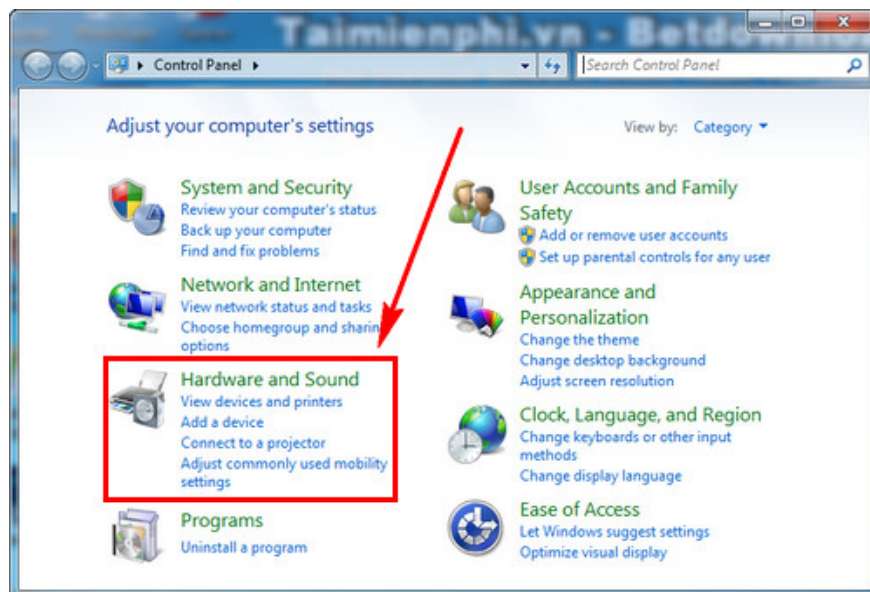 Taimienphi.vn - Betdownlo
Control Panel
Search Control Panel
Adjust your computer's settings
View by: Category
System and Security
Review your computer's status
Back up your computer
Find and fix problems
Network and Internet
View network status and tasks
Choose homegroup and sharin
options
Hardware and Sound
View devices and printers
Add a device
Connect to a projector
Adjust commonly used mobility
settings
Programs
Uninstall a program
User Accounts and Family
Safety
Add or remove user accounts
Set up parental controls for any user
Appearance and
Personalization
Change the theme
Change desktop background
Adjust screen resolution
Clock, Language, and Region
Change keyboards or other input
methods
Change display language
Ease of Access
Let Windows suggest settings
Optimize visual display